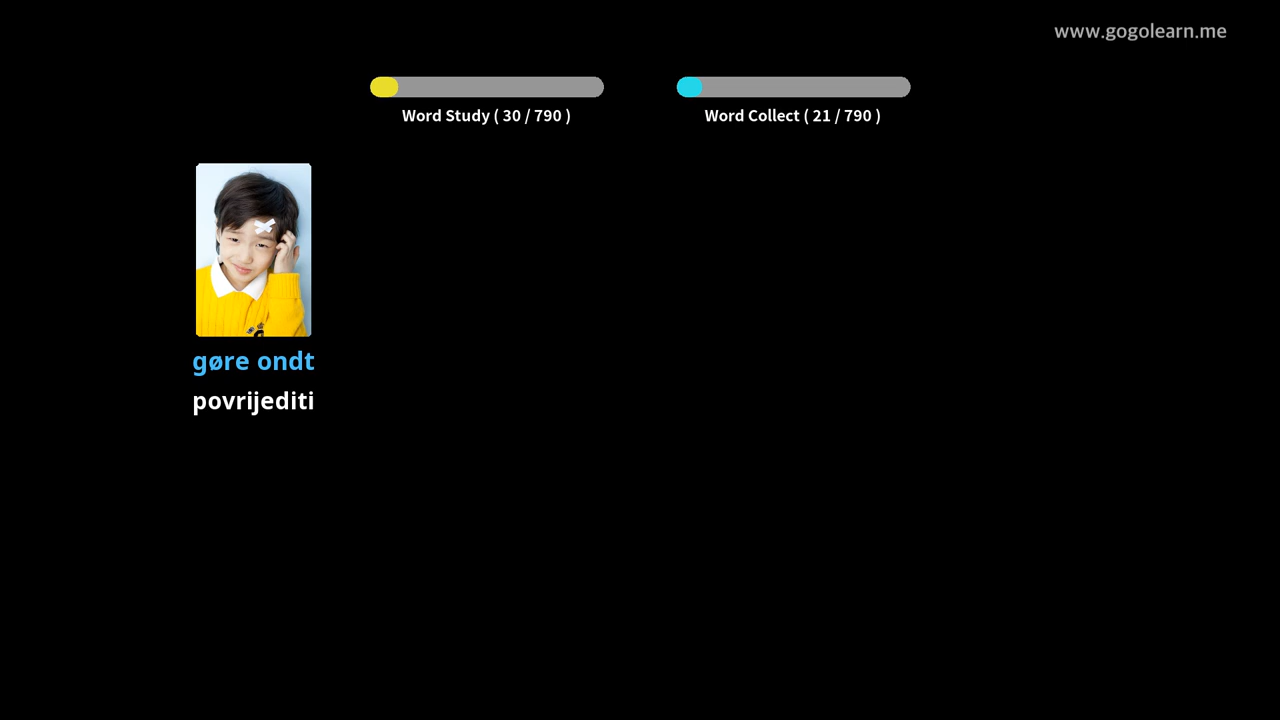 www.gogolearn.me
Word Study ( 30 / 790 )
Word Collect ( 21 / 790 )
gøre ondt
povrijediti